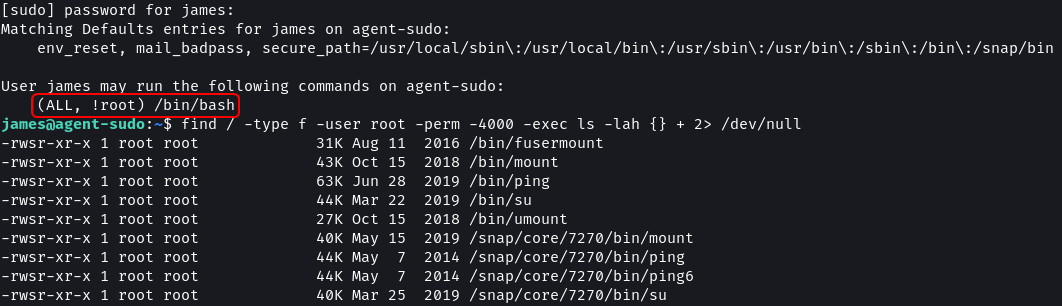 [sudo] password for james:
Matching Defaults entries for james on agent-sudo:
    env_reset, mail_badpass, secure_path=/usr/local/sbin\:/usr/local/bin\:/usr/sbin\:/usr/bin\:/sbin\:/bin\:/snap/bin

User james may run the following commands on agent-sudo:
    (ALL, !root) /bin/bash
james@agent-sudo:~$ find / -type f -user root -perm -4000 -exec ls -lah {} + 2> /dev/null
-rwsr-xr-x 1 root root            31K Aug 11  2016 /bin/fusermount
-rwsr-xr-x 1 root root            43K Oct 15  2018 /bin/mount
-rwsr-xr-x 1 root root            63K Jun 28  2019 /bin/ping
-rwsr-xr-x 1 root root            44K Mar 22  2019 /bin/su
-rwsr-xr-x 1 root root            27K Oct 15  2018 /bin/umount
-rwsr-xr-x 1 root root            40K May 15  2019 /snap/core/7270/bin/mount
-rwsr-xr-x 1 root root            44K May  7  2014 /snap/core/7270/bin/ping
-rwsr-xr-x 1 root root            44K May  7  2014 /snap/core/7270/bin/ping6
-rwsr-xr-x 1 root root            40K Mar 25  2019 /snap/core/7270/bin/su